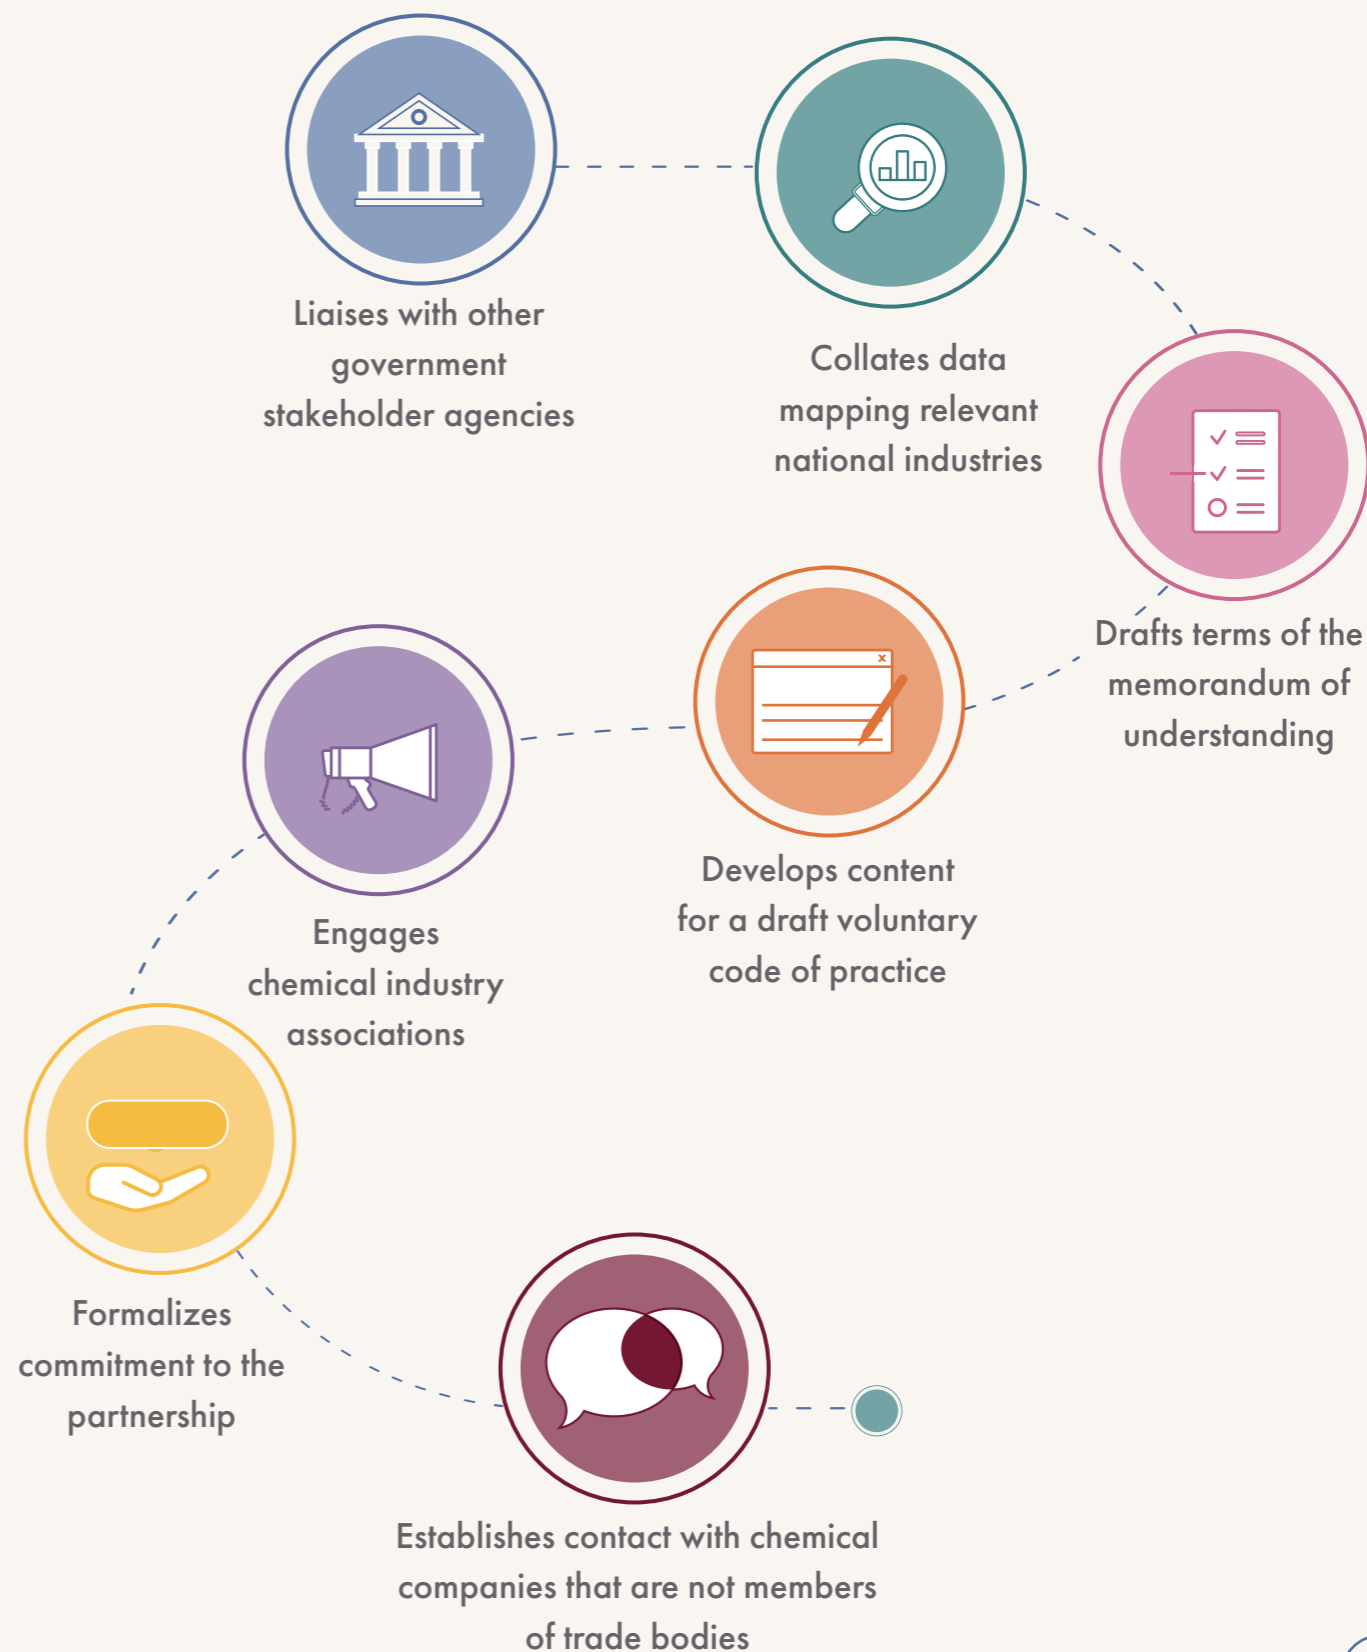 Liaises with other
government
stakeholder agencies
Collates data
mapping relevant
national industries
Drafts terms of the
memorandum of
understanding
Develops content
for a draft voluntary
code of practice
Engages
chemical industry
associations
Formalizes
commitment to the
partnership
Establishes contact with chemical
companies that are not members
of trade bodies